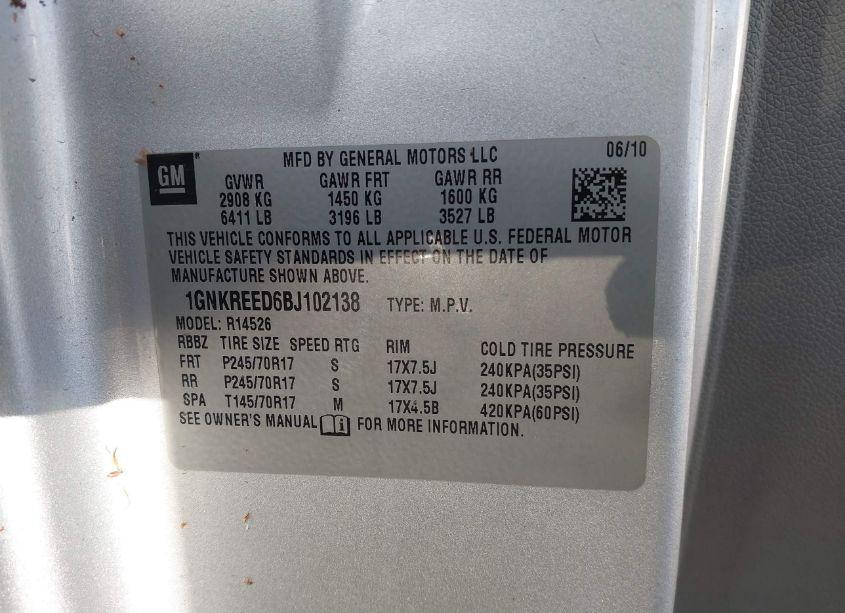 GM
MFD BY GENERAL MOTORS LLC 06/10
GVWR GAWR FRT GAWR RR
2908 KG 1450 KG 1600 KG
6411 LB 3196 LB 3527 LB
THIS VEHICLE CONFORMS TO ALL APPLICABLE U.S. FEDERAL MOTOR
VEHICLE SAFETY STANDARDS IN EFFECT ON THE DATE OF
MANUFACTURE SHOWN ABOVE.
1GNKREED6BJ102138 TYPE: M.P.V.
MODEL: R14526
RBBZ TIRE SIZE SPEED RTG RIM COLD TIRE PRESSURE
FRT P245/70R17 S 17X7.5J 240KPA(35PSI)
RR P245/70R17 S 17X7.5J 240KPA(35PSI)
SPA T145/70R17 M 17X4.5B 420KPA(60PSI)
SEE OWNER'S MANUAL FOR MORE INFORMATION.